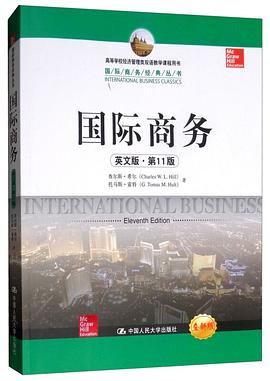 高等学校经济管理类双语教学课程用书
国际商务经典丛书
INTERNATIONAL BUSINESS CLASSICS
Mc
Graw
Hill
Education
国际商务
英文版·第11版
查尔斯·希尔（Charles W. L. Hill）
托马斯·霍特（G. Tomas M. Hult） 著
INTERNATIONAL BUSINESS
Eleventh Edition
Mc
Graw
Hill
Education
中国人民大学出版社
全新版
国际商务